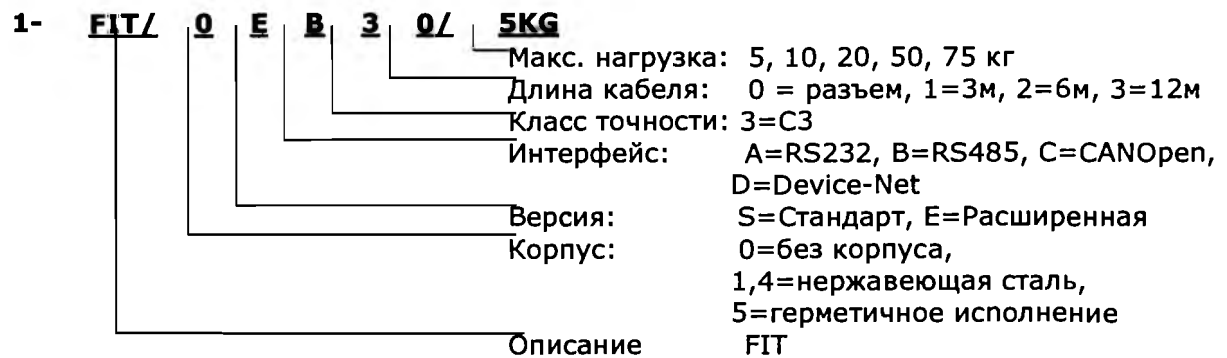 1- FIT/ 0 E B 3 0/ 5KG
Макс. нагрузка: 5, 10, 20, 50, 75 кг
Длина кабеля: 0 = разъем, 1=3м, 2=6м, 3=12м
Класс точности: 3=C3
Интерфейс: A=RS232, B=RS485, C=CANOpen,
D=Device-Net
Версия: S=Стандарт, E=Расширенная
Корпус: 0=без корпуса,
1,4=нержавеющая сталь,
5=герметичное исполнение
Описание FIT